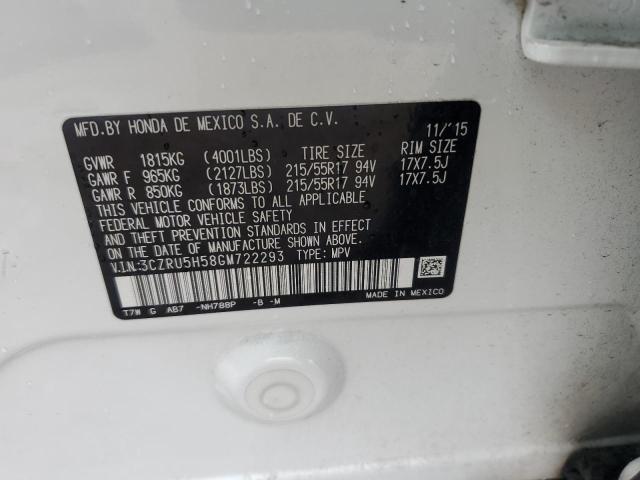 MFD.BY HONDA DE MEXICO S.A. DE C.V. 11/'15
GVWR 1815KG (4001LBS) TIRE SIZE RIM SIZE
GAWR F 965KG (2127LBS) 215/55R17 94V 17X7.5J
GAWR R 850KG (1873LBS) 215/55R17 94V 17X7.5J
THIS VEHICLE CONFORMS TO ALL APPLICABLE
FEDERAL MOTOR VEHICLE SAFETY
AND THEFT PREVENTION STANDARDS IN EFFECT
ON THE DATE OF MANUFACTURE SHOWN ABOVE.
V.I.N.:3CZRU5H58GM722293 TYPE: MPV
T7W G AB7 -NH788P -B -M MADE IN MEXICO